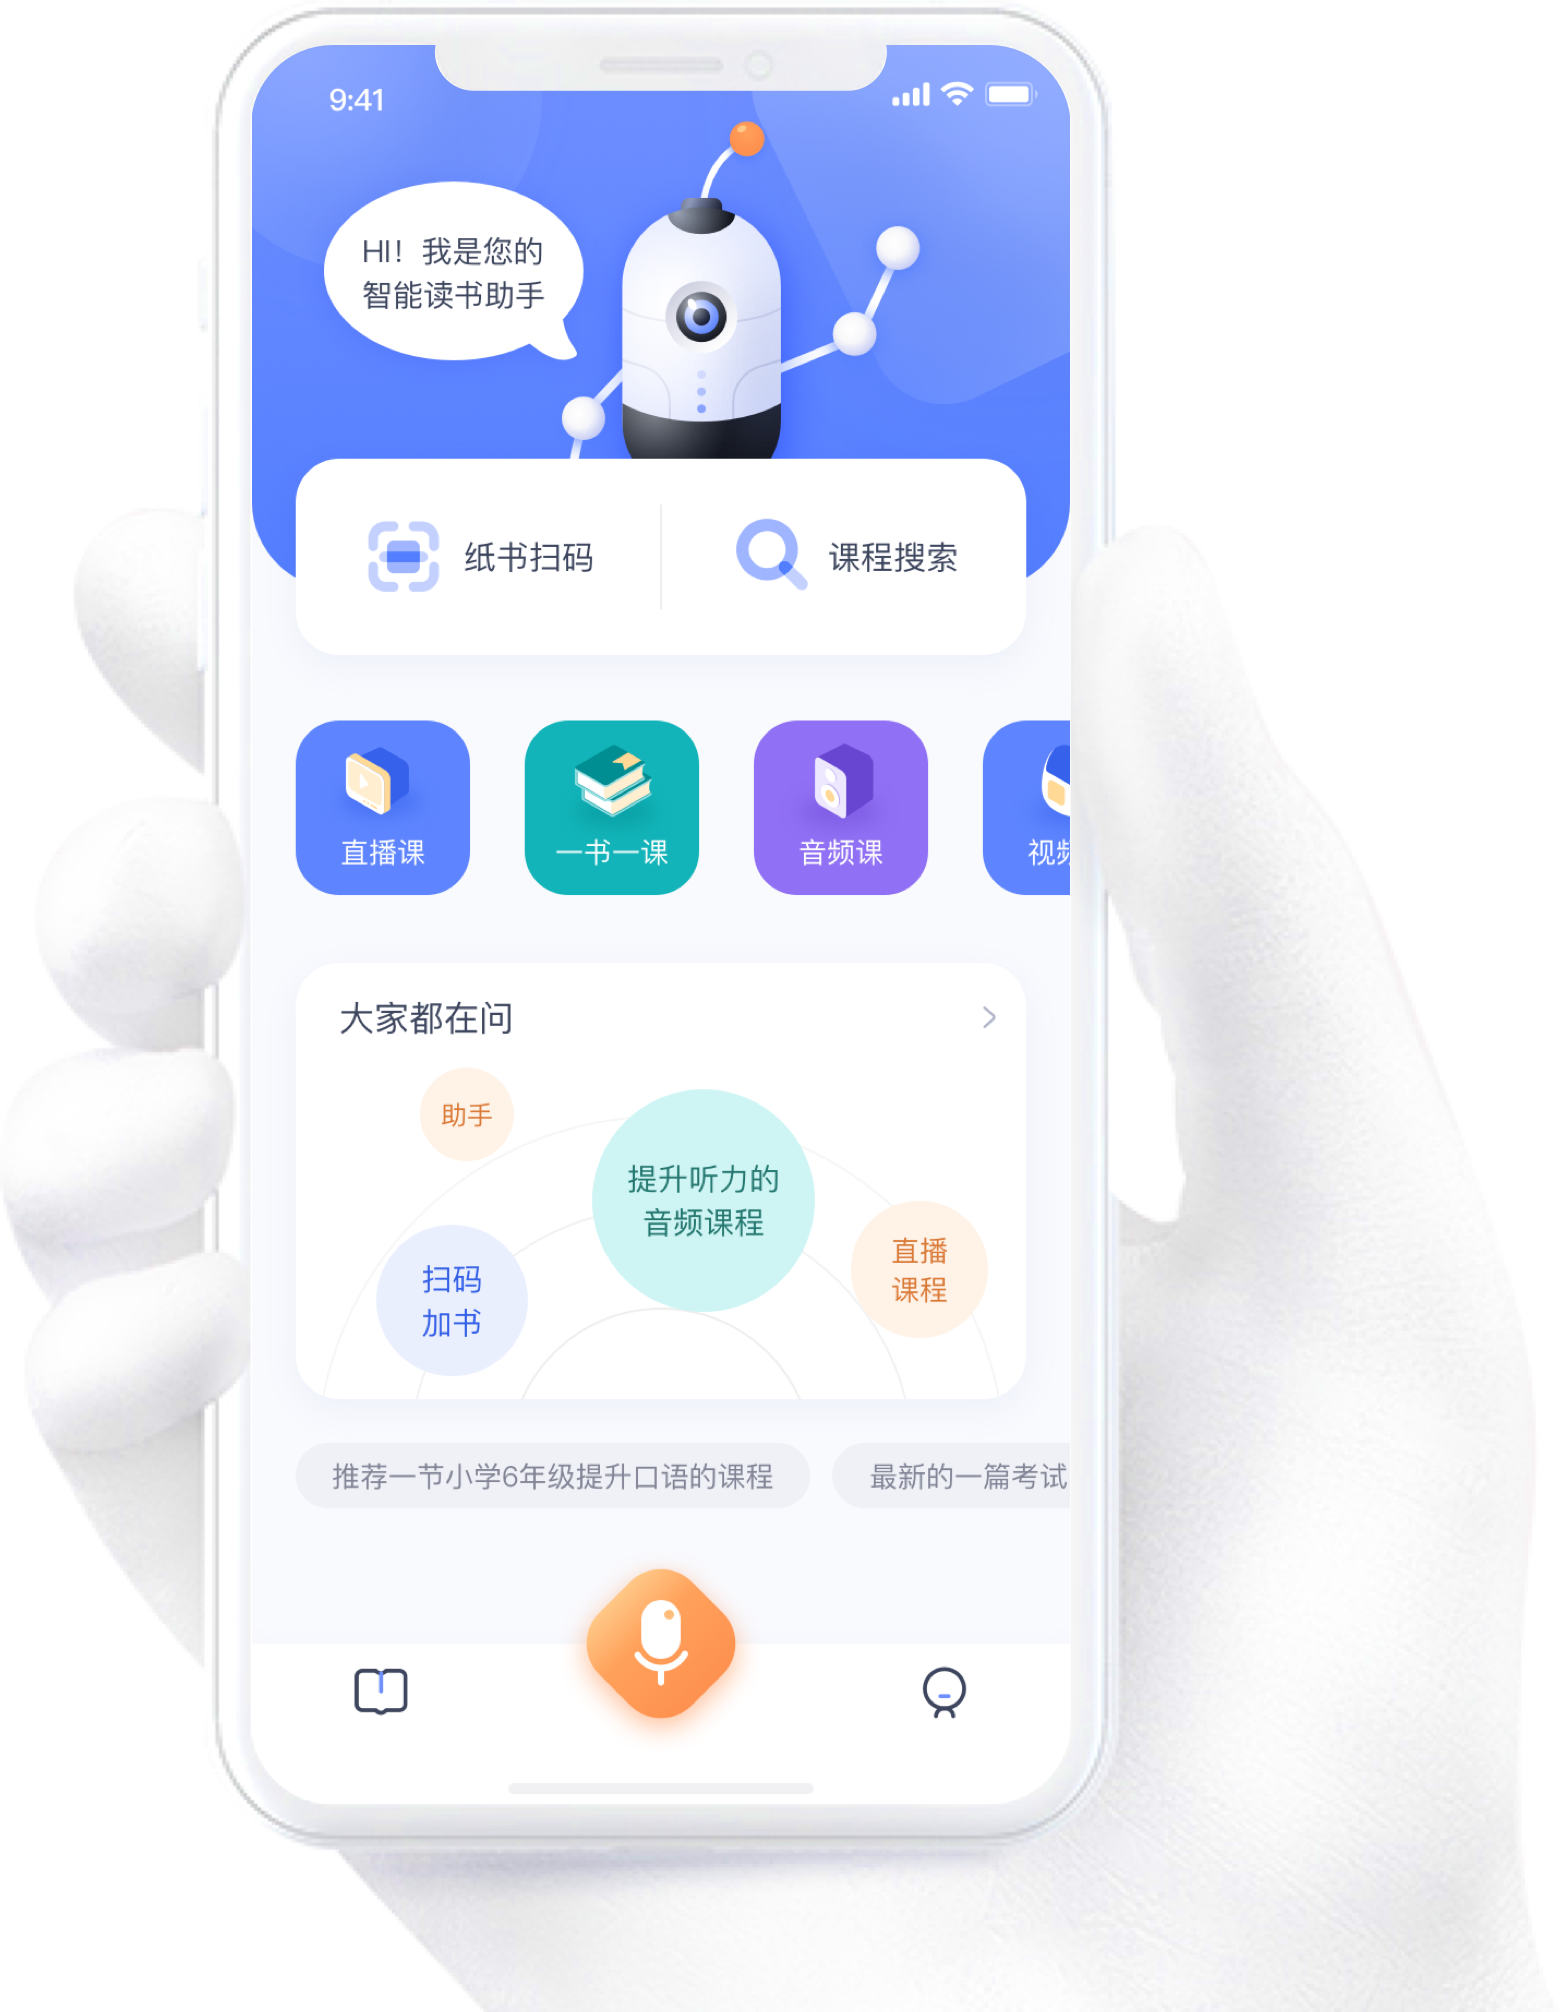 9:41
HI！我是您的
智能读书助手
纸书扫码
课程搜索
直播课
一书一课
音频课
视频
大家都在问
助手
提升听力的
音频课程
直播
课程
扫码
加书
推荐一节小学6年级提升口语的课程
最新的一篇考试